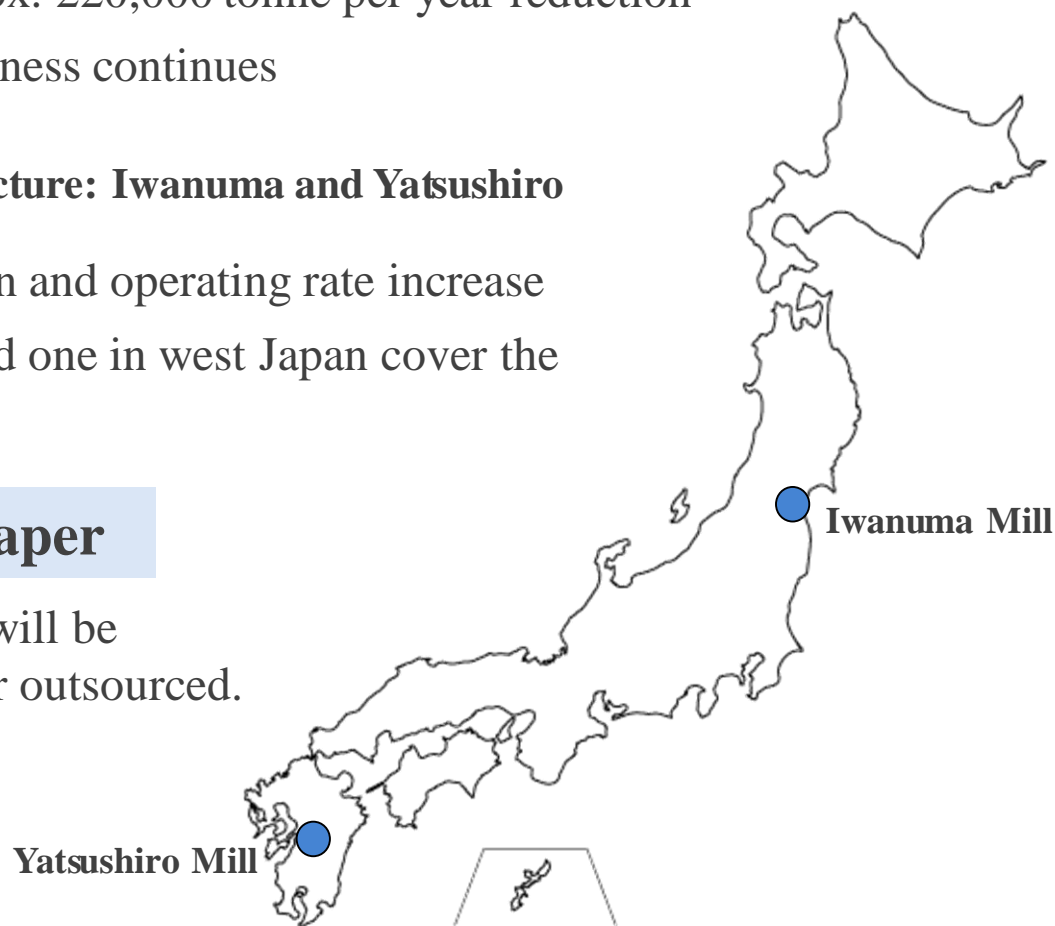 ox. 220,000 tonne per year reduction
ness continues
cture: Iwanuma and Yatsushiro
n and operating rate increase
d one in west Japan cover the
Iwanuma Mill
aper
will be
r outsourced.
Yatsushiro Mill